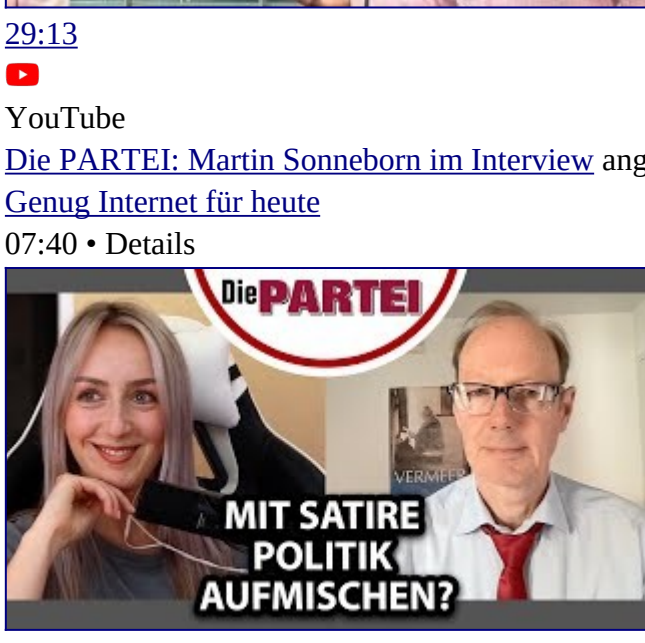 29:13
YouTube
Die PARTEI: Martin Sonneborn im Interview ang
Genug Internet für heute
07:40 • Details
Die PARTEI
VERMEER
MIT SATIRE
POLITIK
AUFMISCHEN?